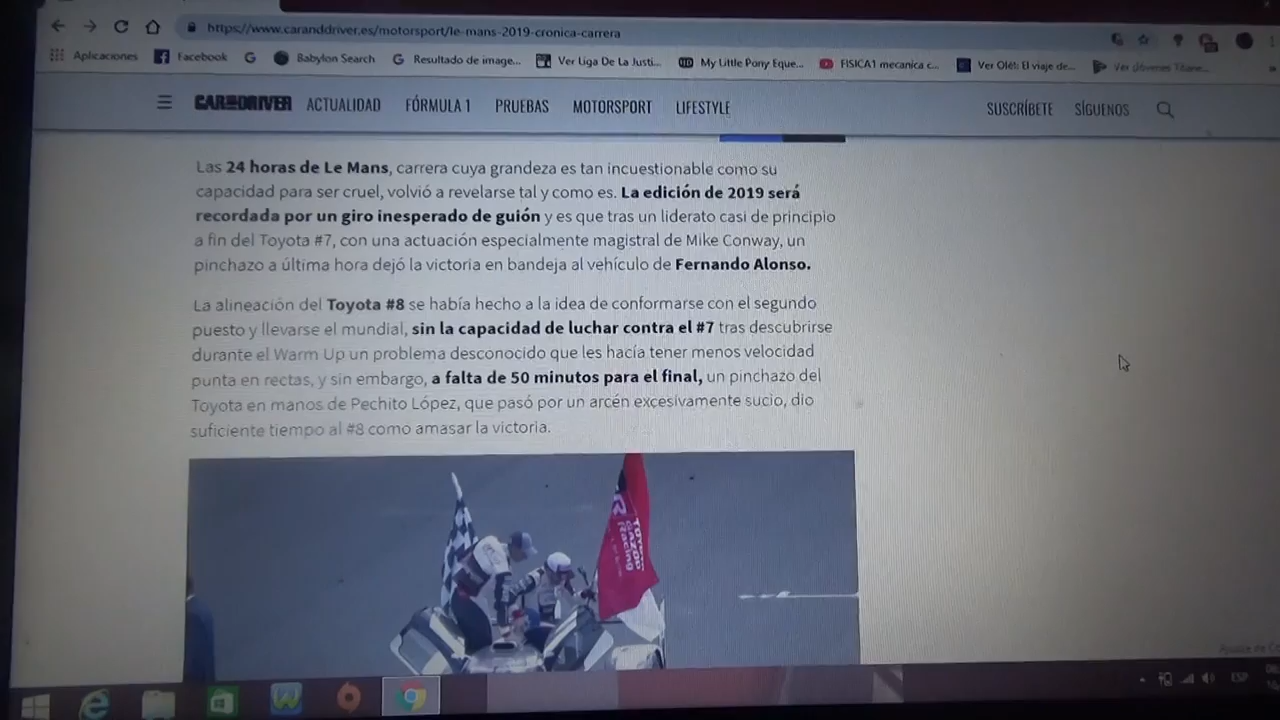 https://www.caranddriver.es/motorsport/le-mans-2019-cronica-carrera
Aplicaciones Facebook Babylon Search Resultado de image... Ver Liga De La Justi... My Little Pony Eque... FISICA1 mecanica c... Ver Olé!: El viaje de... Ver Jóvenes Titane...
CAR AND DRIVER ACTUALIDAD FÓRMULA 1 PRUEBAS MOTORSPORT LIFESTYLE SUSCRÍBETE SÍGUENOS
Las 24 horas de Le Mans, carrera cuya grandeza es tan incuestionable como su
capacidad para ser cruel, volvió a revelarse tal y como es. La edición de 2019 será
recordada por un giro inesperado de guión y es que tras un liderato casi de principio
a fin del Toyota #7, con una actuación especialmente magistral de Mike Conway, un
pinchazo a última hora dejó la victoria en bandeja al vehículo de Fernando Alonso.
La alineación del Toyota #8 se había hecho a la idea de conformarse con el segundo
puesto y llevarse el mundial, sin la capacidad de luchar contra el #7 tras descubrirse
durante el Warm Up un problema desconocido que les hacía tener menos velocidad
punta en rectas, y sin embargo, a falta de 50 minutos para el final, un pinchazo del
Toyota en manos de Pechito López, que pasó por un arcén excesivamente sucio, dio
suficiente tiempo al #8 como amasar la victoria.
TOYOTA
GAZOO
Racing
ESP